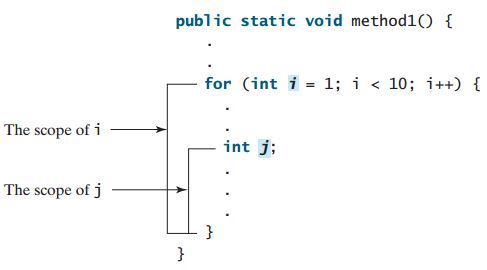 public static void method1() {
.
.
for (int i = 1; i < 10; i++) {
.
The scope of i
.
int j;
.
The scope of j
.
.
}
}